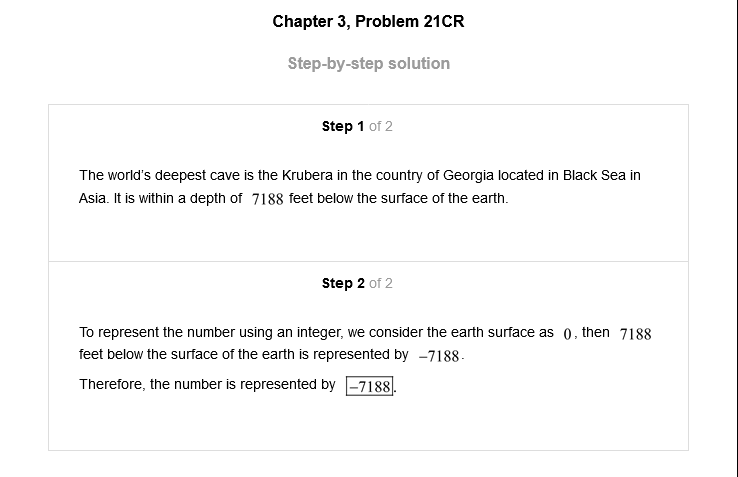 Chapter 3, Problem 21CR
Step-by-step solution
Step 1 of 2
The world's deepest cave is the Krubera in the country of Georgia located in Black Sea in
Asia. It is within a depth of 7188 feet below the surface of the earth.
Step 2 of 2
To represent the number using an integer, we consider the earth surface as 0, then 7188
feet below the surface of the earth is represented by −7188.
Therefore, the number is represented by −7188.